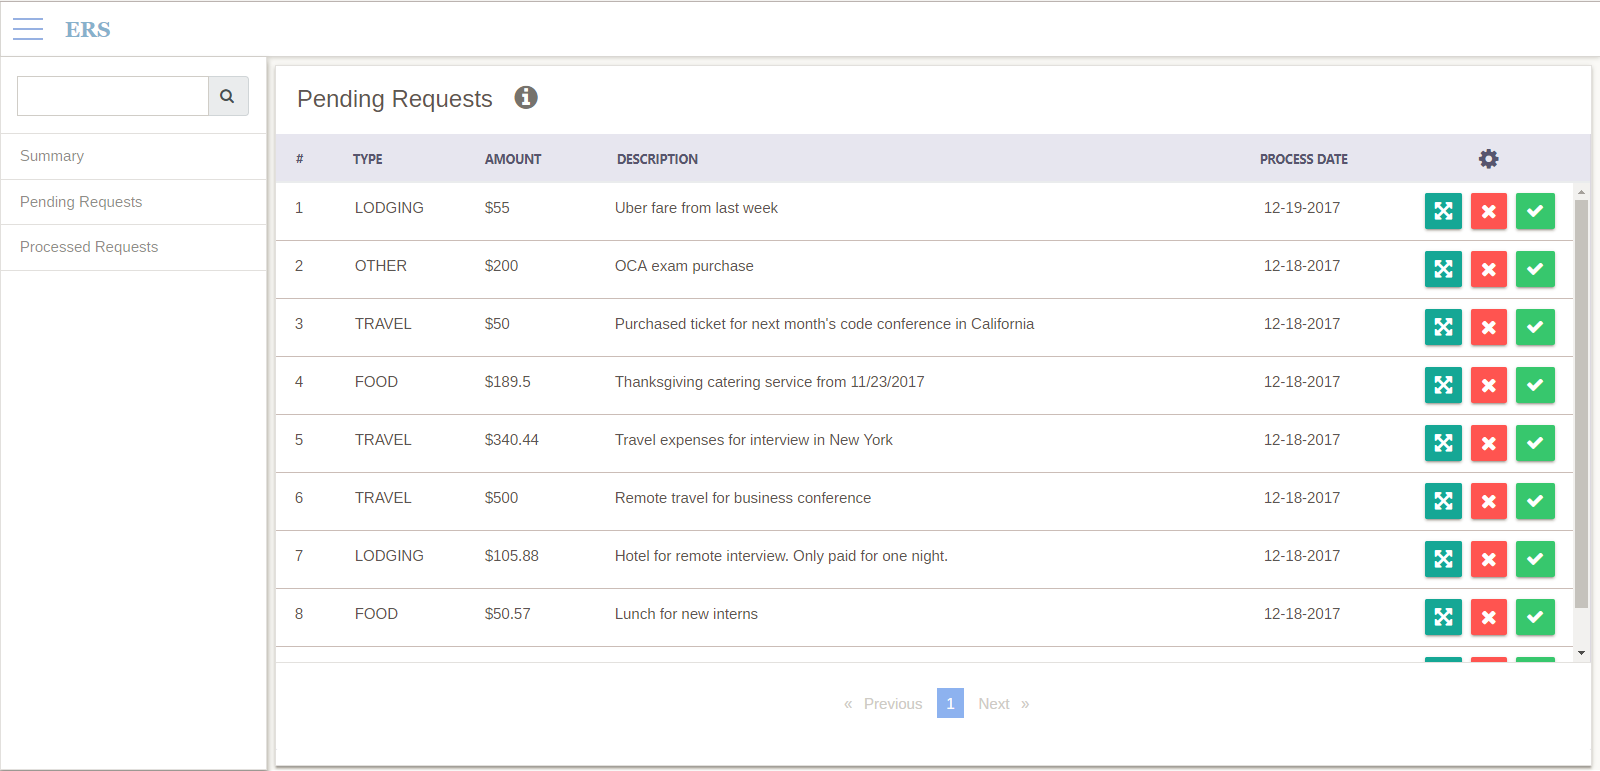 ERS
Summary
Pending Requests
Processed Requests
Pending Requests
# TYPE AMOUNT DESCRIPTION PROCESS DATE
1 LODGING $55 Uber fare from last week 12-19-2017
2 OTHER $200 OCA exam purchase 12-18-2017
3 TRAVEL $50 Purchased ticket for next month's code conference in California 12-18-2017
4 FOOD $189.5 Thanksgiving catering service from 11/23/2017 12-18-2017
5 TRAVEL $340.44 Travel expenses for interview in New York 12-18-2017
6 TRAVEL $500 Remote travel for business conference 12-18-2017
7 LODGING $105.88 Hotel for remote interview. Only paid for one night. 12-18-2017
8 FOOD $50.57 Lunch for new interns 12-18-2017
« Previous 1 Next »